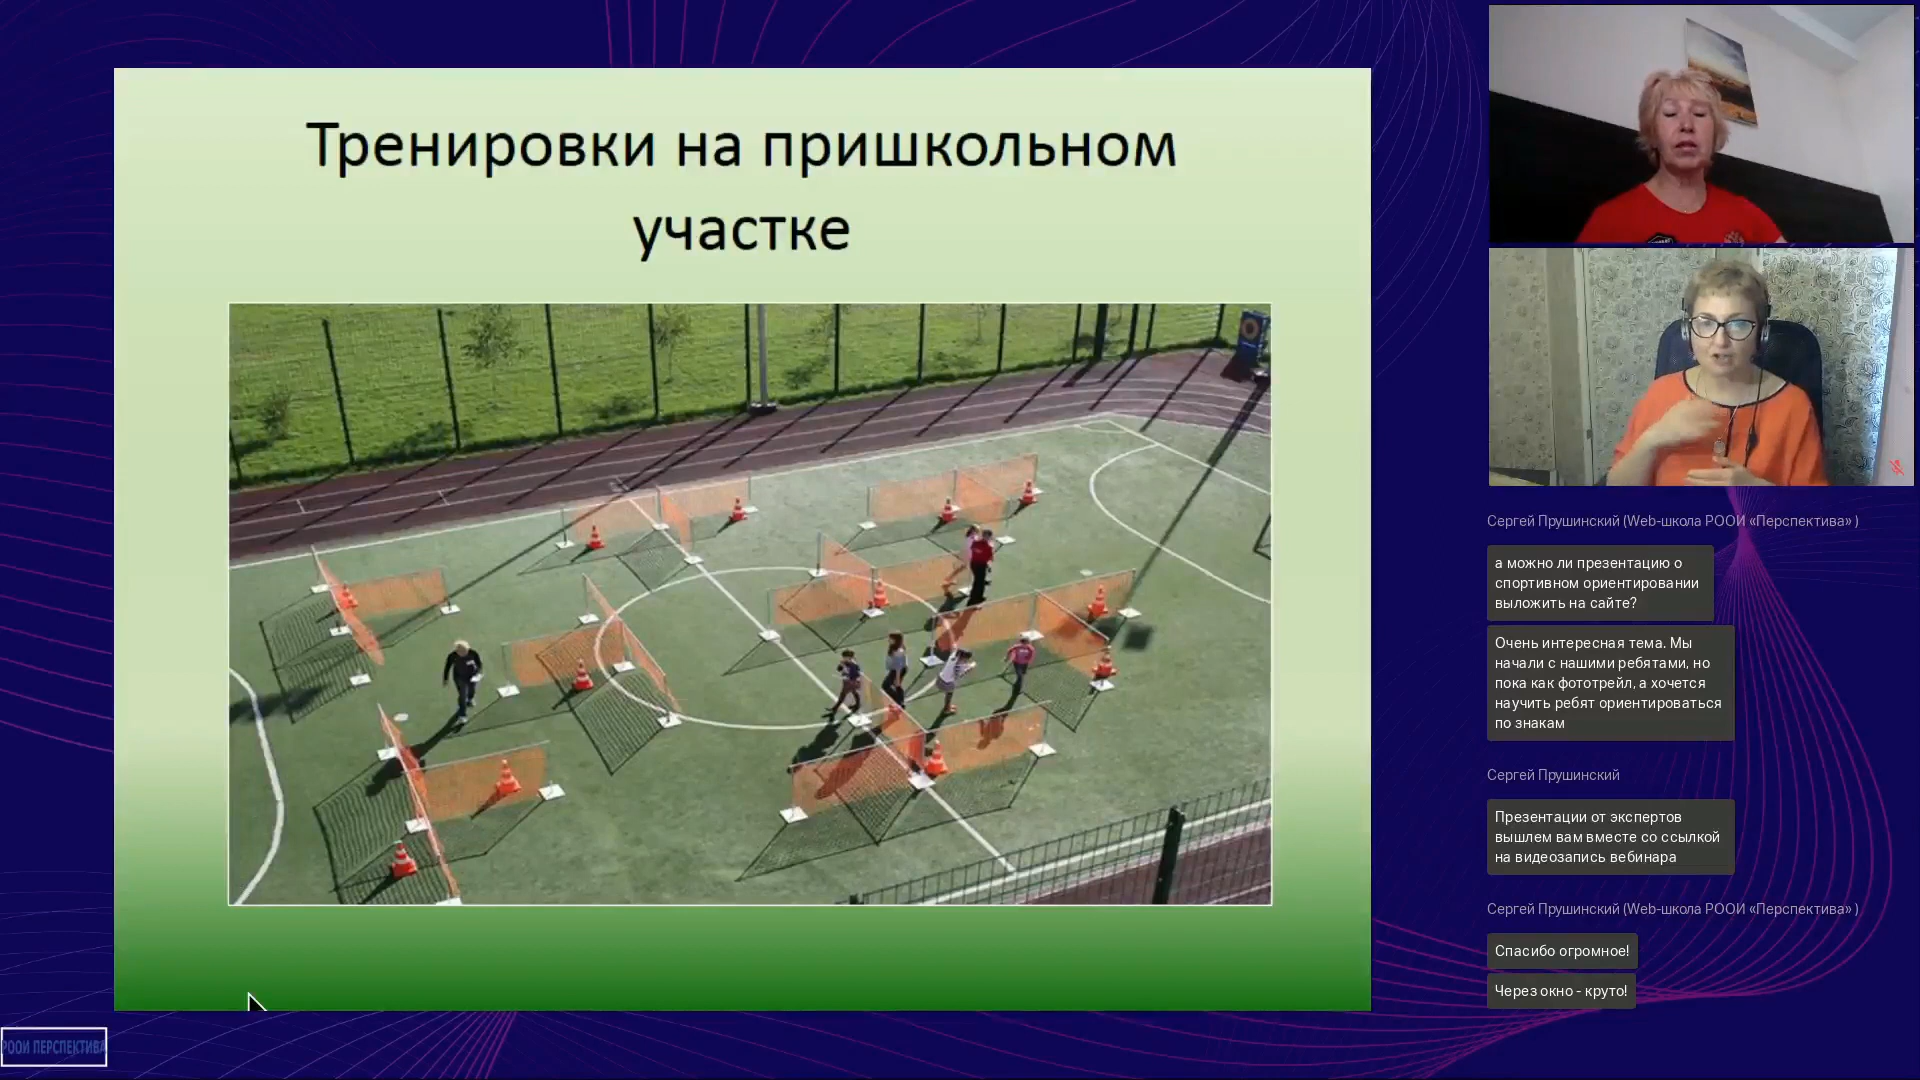 Тренировки на пришкольном
участке
Сергей Прушинский (Web-школа РООИ «Перспектива» )
а можно ли презентацию о
спортивном ориентировании
выложить на сайте?
Очень интересная тема. Мы
начали с нашими ребятами, но
пока как фототрейл, а хочется
научить ребят ориентироваться
по знакам
Сергей Прушинский
Презентации от экспертов
вышлем вам вместе со ссылкой
на видеозапись вебинара
Сергей Прушинский (Web-школа РООИ «Перспектива» )
Спасибо огромное!
Через окно - круто!
РООИ ПЕРСПЕКТИВА